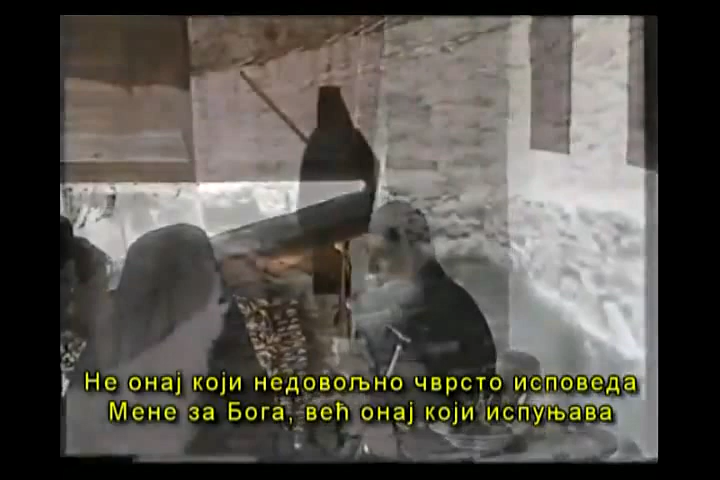 Не онај који недовољно чврсто исповеда
Мене за Бога, већ онај који испуњава